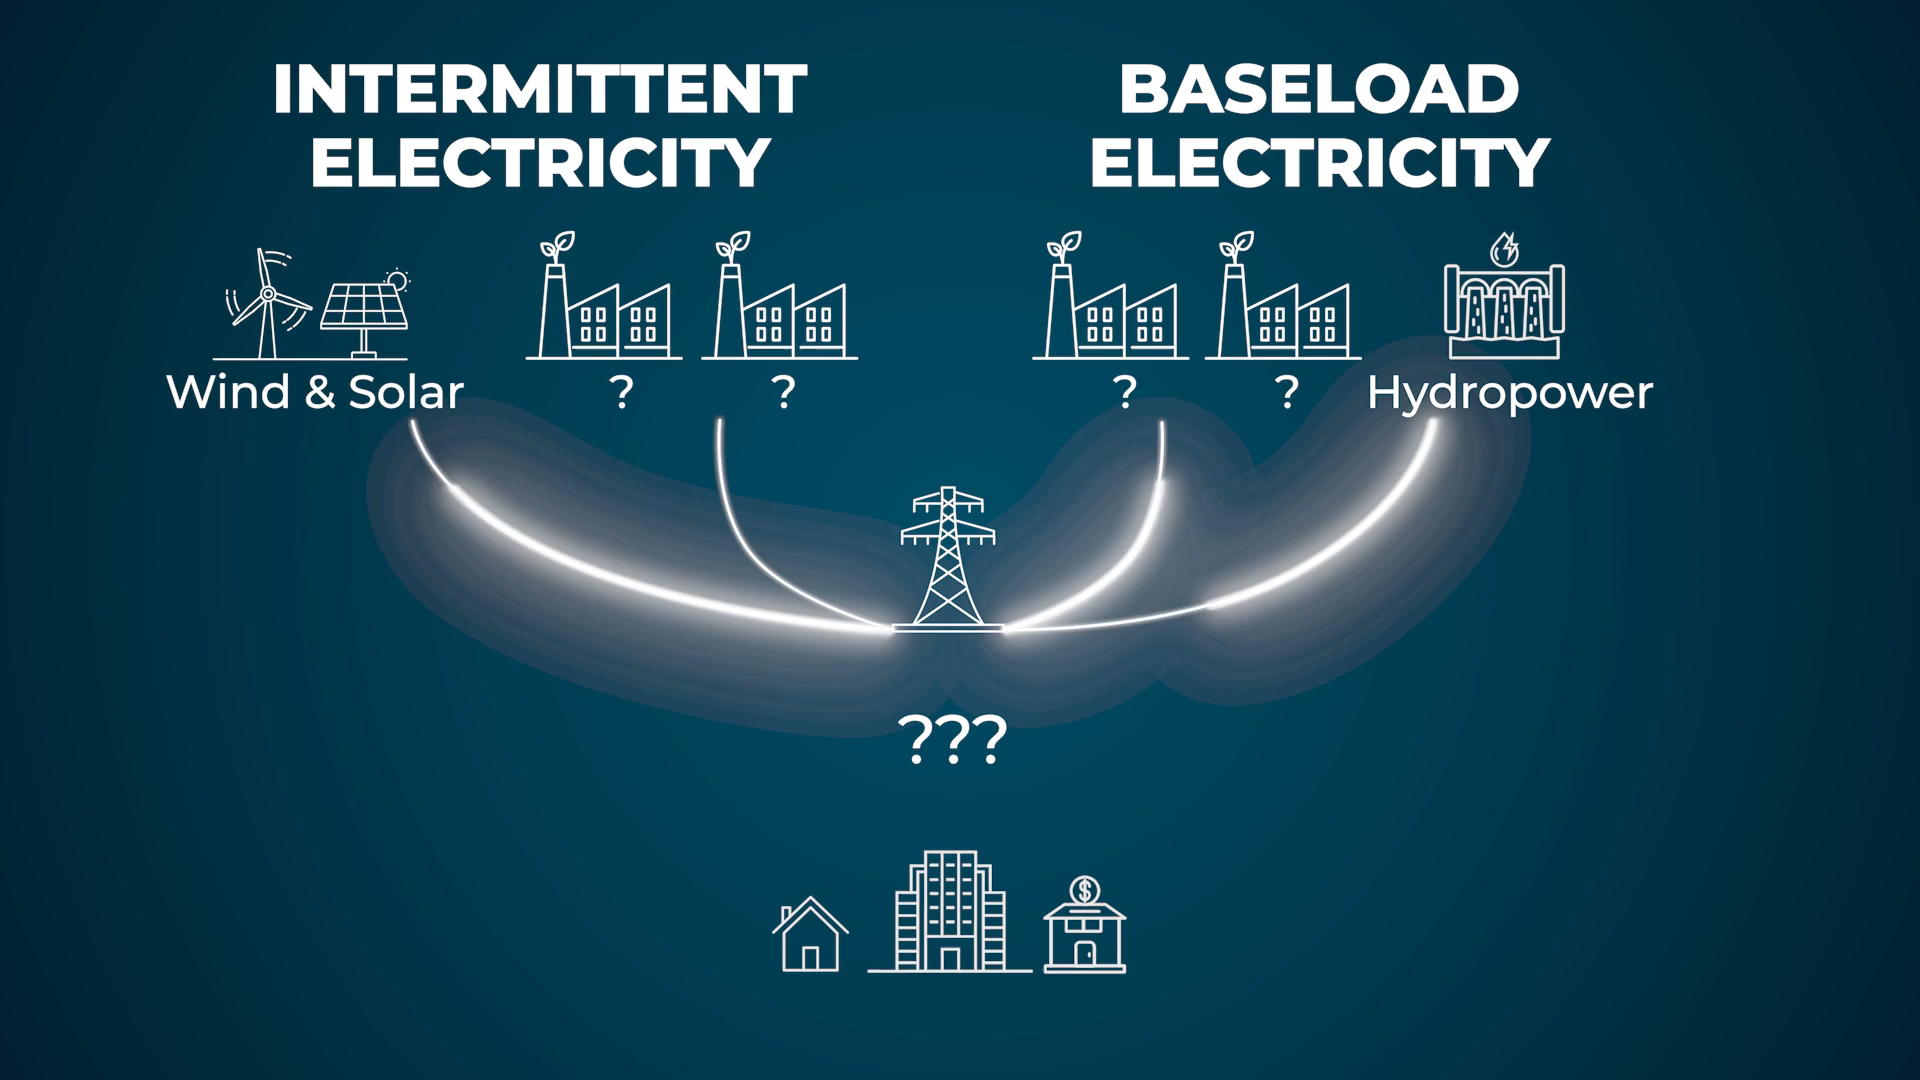 INTERMITTENT
ELECTRICITY
BASELOAD
ELECTRICITY
Wind & Solar
?
?
?
?
Hydropower
???
$